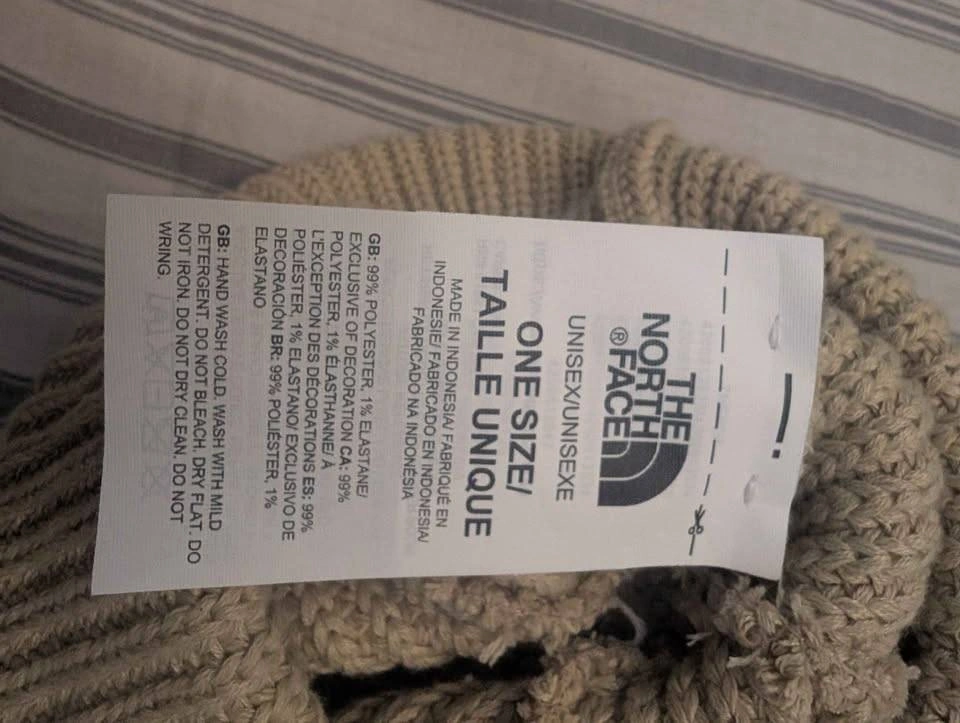 THE
NORTH
FACE
®
UNISEX/UNISEXE
ONE SIZE/
TAILLE UNIQUE
MADE IN INDONESIA/ FABRIQUÉ EN
INDONESIE/ FABRICADO EN INDONESIA/
FABRICADO NA INDONÉSIA
GB: 99% POLYESTER, 1% ELASTANE/
EXCLUSIVE OF DECORATION CA: 99%
POLYESTER, 1% ÉLASTHANNE/ À
L'EXCEPTION DES DÉCORATIONS ES: 99%
POLIÉSTER, 1% ELASTANO/ EXCLUSIVO DE
DECORACIÓN BR: 99% POLIÉSTER, 1%
ELASTANO
GB: HAND WASH COLD. WASH WITH MILD
DETERGENT. DO NOT BLEACH. DRY FLAT. DO
NOT IRON. DO NOT DRY CLEAN. DO NOT
WRING.